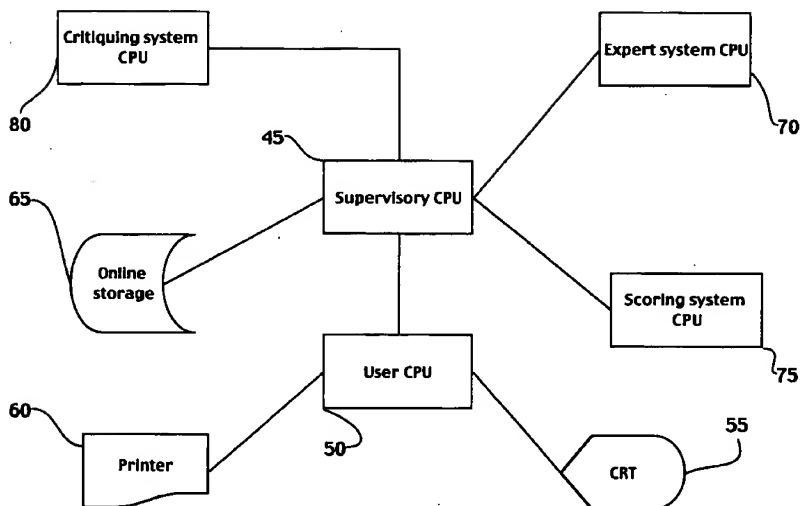 Critiquing system
CPU
80
Expert system CPU
70
45
Supervisory CPU
65
Online
storage
Scoring system
CPU
75
User CPU
50
60
Printer
CRT
55